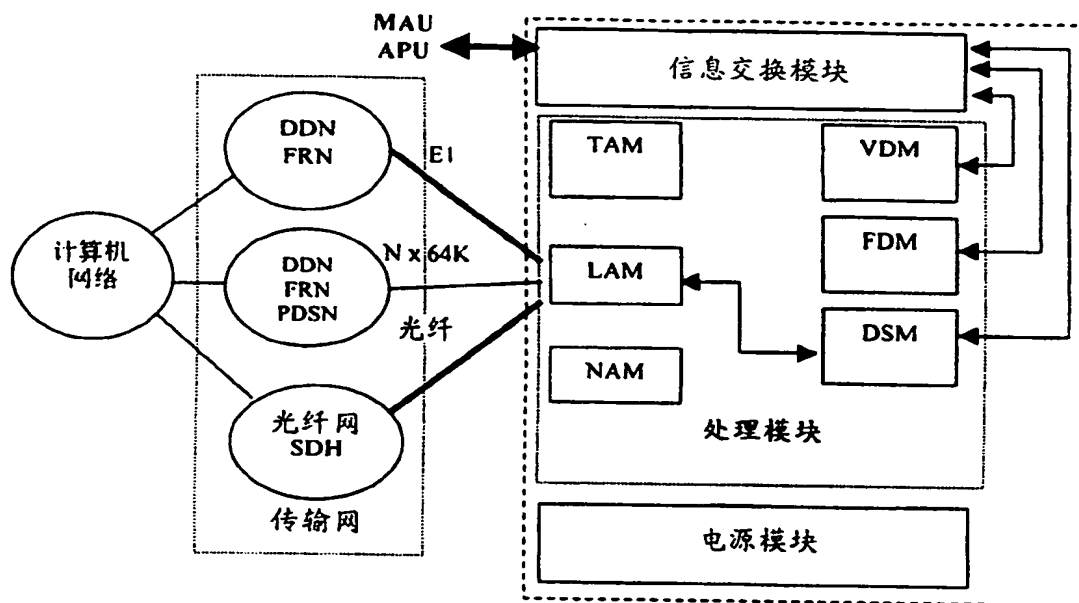 MAU
APU
信息交换模块
DDN
FRN
E1
TAM
VDM
计算机
网络
DDN
FRN
PDSN
N x 64K
LAM
FDM
光纤
DSM
NAM
光纤网
SDH
处理模块
传输网
电源模块